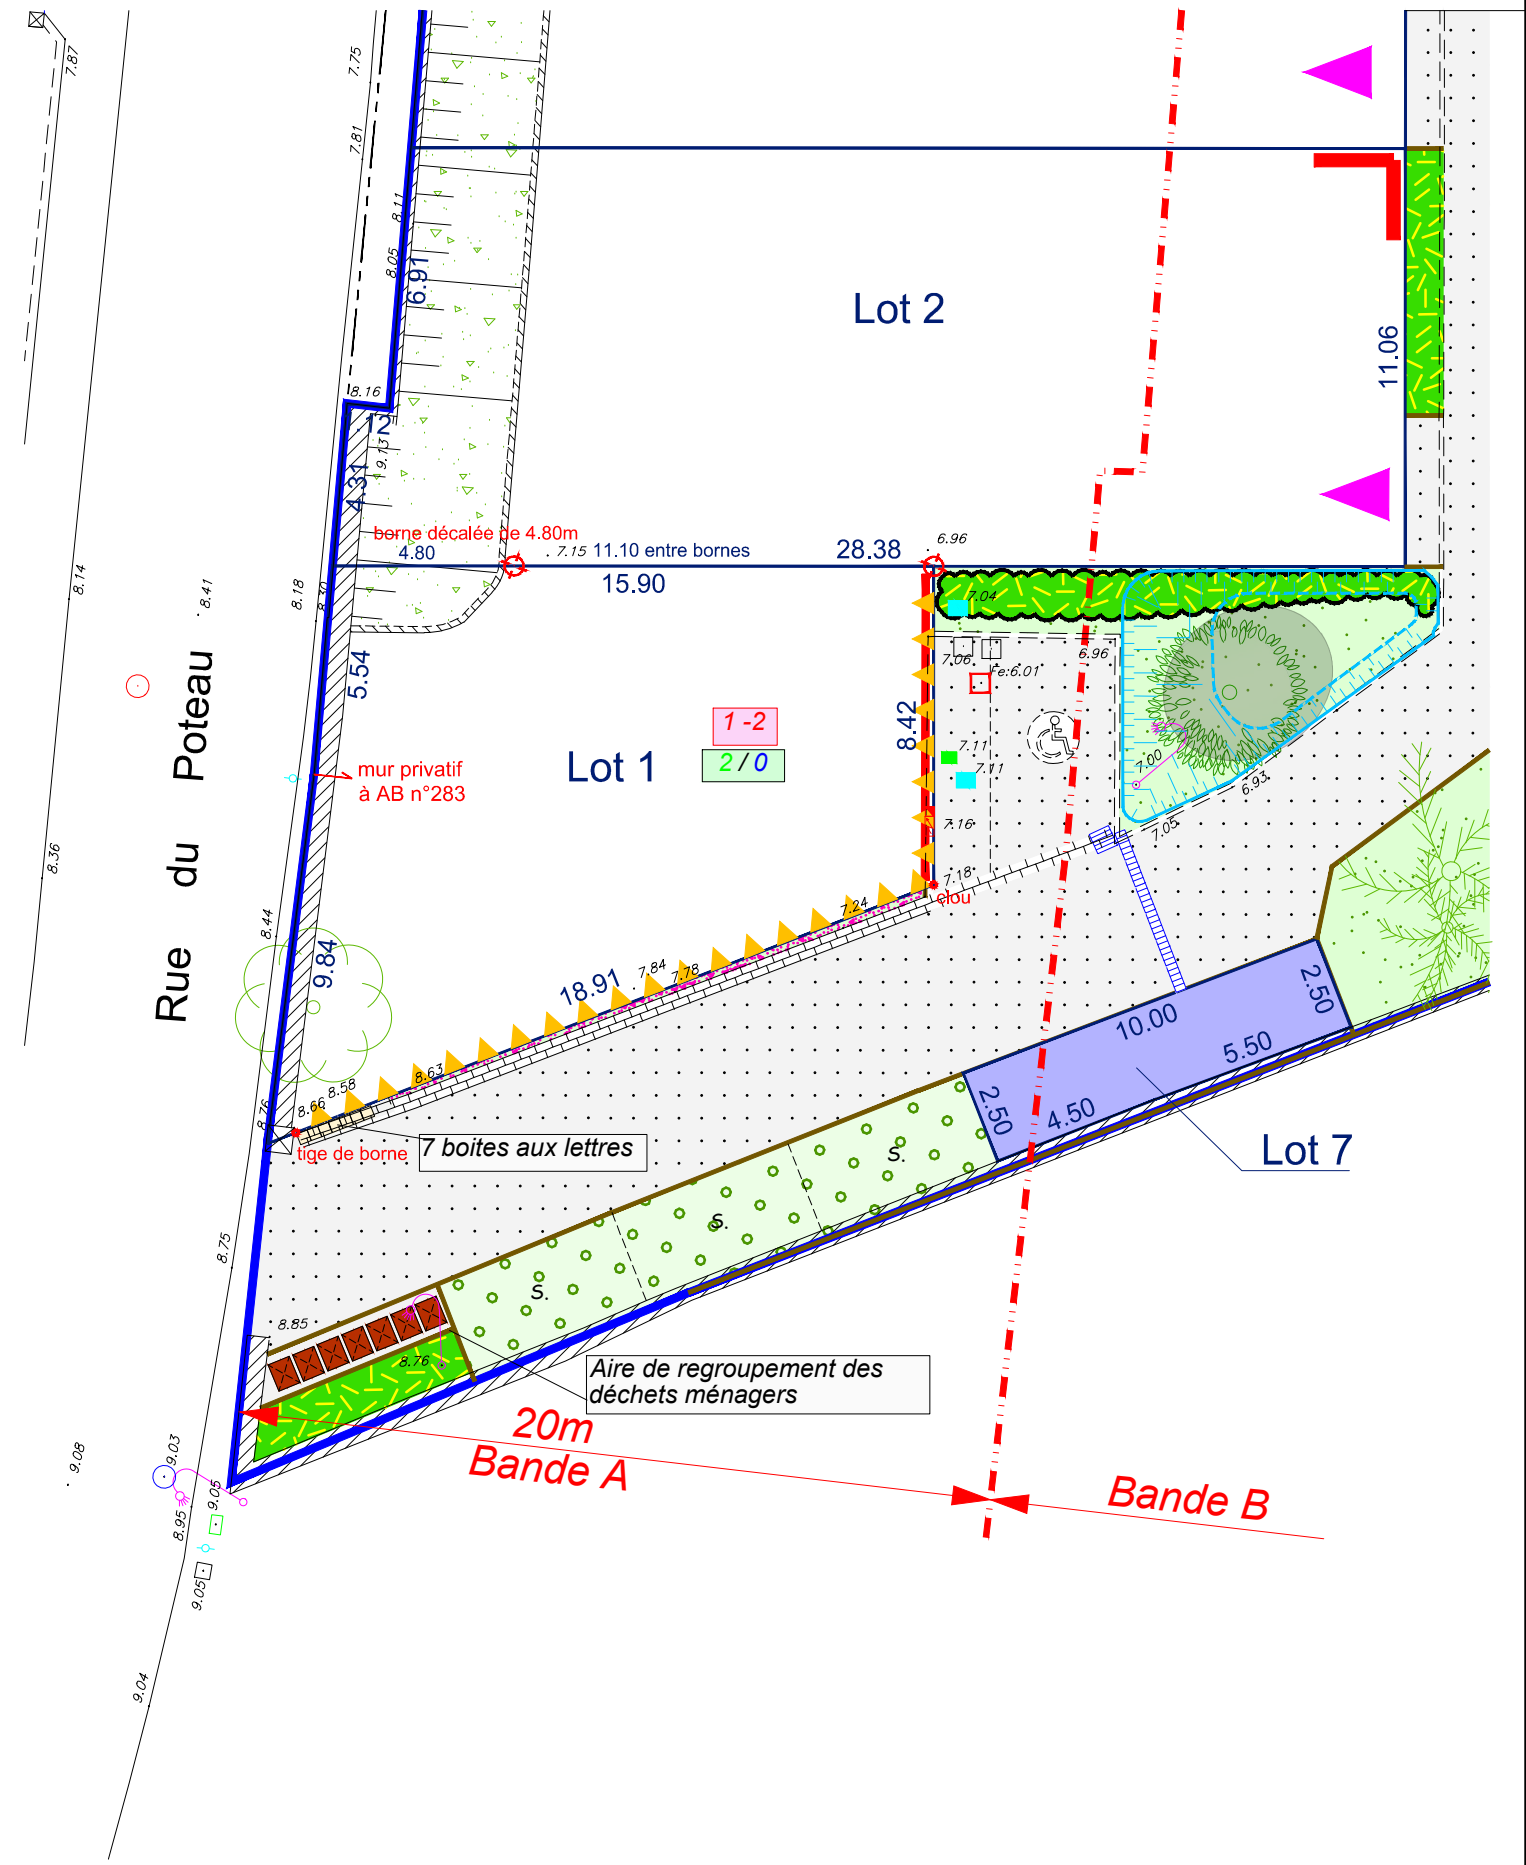 7.87
7.75
7.81
8.11
8.05
6.91
Lot 2
11.06
8.16
.12
9.13
4.31
borne décalée de 4.80m
4.80
7.15
11.10 entre bornes
28.38
6.96
15.90
8.14
8.41
8.18
8.30
5.54
7.04
7.06
Fe:6.01
6.96
8.42
1 -2
2 / 0
Lot 1
7.11
7.11
7.00
6.93
7.16
7.05
mur privatif
à AB n°283
Rue du Poteau
8.36
8.44
9.84
7.18
clou
7.24
7.84
7.78
18.91
8.63
8.58
8.66
8.76
tige de borne
7 boites aux lettres
10.00
2.50
5.50
2.50
4.50
Lot 7
S.
S.
S.
8.75
8.85
8.76
Aire de regroupement des
déchets ménagers
20m
Bande A
Bande B
9.08
9.03
9.05
8.95
9.05
9.04